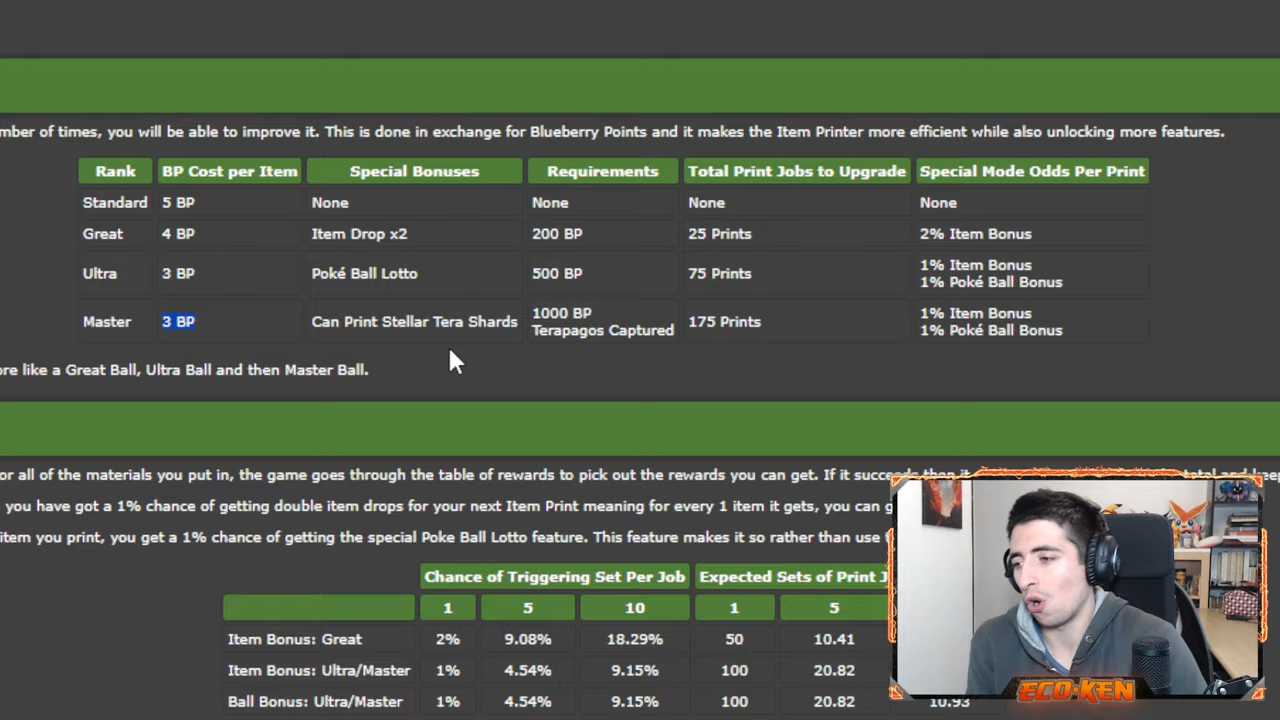 mber of times, you will be able to improve it. This is done in exchange for Blueberry Points and it makes the Item Printer more efficient while also unlocking more features.
Rank BP Cost per Item Special Bonuses Requirements Total Print Jobs to Upgrade Special Mode Odds Per Print
Standard 5 BP None None None None
Great 4 BP Item Drop x2 200 BP 25 Prints 2% Item Bonus
Ultra 3 BP Poké Ball Lotto 500 BP 75 Prints 1% Item Bonus
1% Poké Ball Bonus
Master 3 BP Can Print Stellar Tera Shards 1000 BP 175 Prints 1% Item Bonus
Terapagos Captured 1% Poké Ball Bonus
ore like a Great Ball, Ultra Ball and then Master Ball.
or all of the materials you put in, the game goes through the table of rewards to pick out the rewards you can get. If it succeeds then it
you have got a 1% chance of getting double item drops for your next Item Print meaning for every 1 item it gets, you can g
item you print, you get a 1% chance of getting the special Poke Ball Lotto feature. This feature makes it so rather than use
Chance of Triggering Set Per Job Expected Sets of Print J
1 5 10 1 5
Item Bonus: Great 2% 9.08% 18.29% 50 10.41
Item Bonus: Ultra/Master 1% 4.54% 9.15% 100 20.82
Ball Bonus: Ultra/Master 1% 4.54% 9.15% 100 20.82 10.93
ECO·KEN